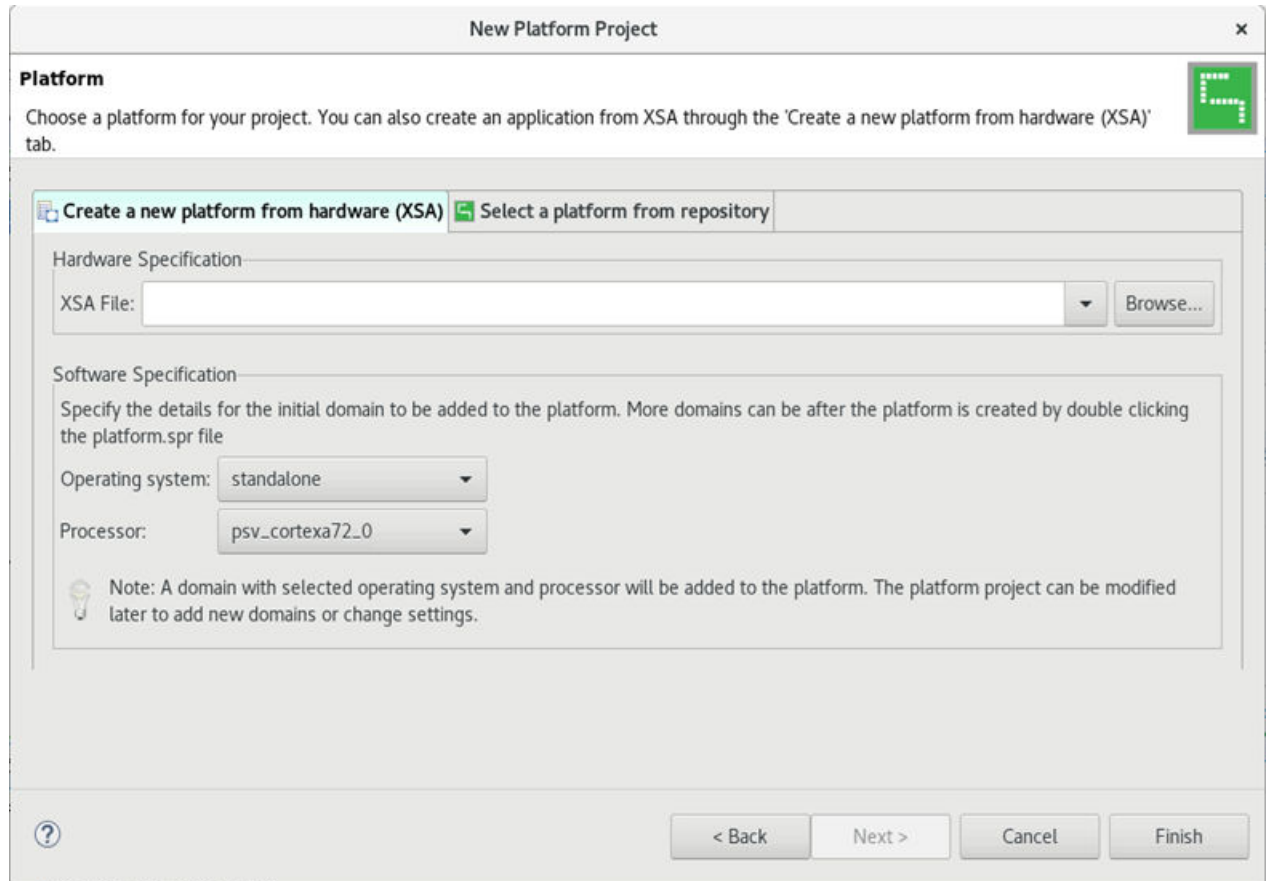 New Platform Project
×
Platform
Choose a platform for your project. You can also create an application from XSA through the 'Create a new platform from hardware (XSA)'
tab.
Create a new platform from hardware (XSA)
Select a platform from repository
Hardware Specification
XSA File:
Browse...
Software Specification
Specify the details for the initial domain to be added to the platform. More domains can be after the platform is created by double clicking
the platform.spr file
Operating system:
standalone
Processor:
psv_cortexa72_0
Note: A domain with selected operating system and processor will be added to the platform. The platform project can be modified
later to add new domains or change settings.
?
< Back
Next >
Cancel
Finish